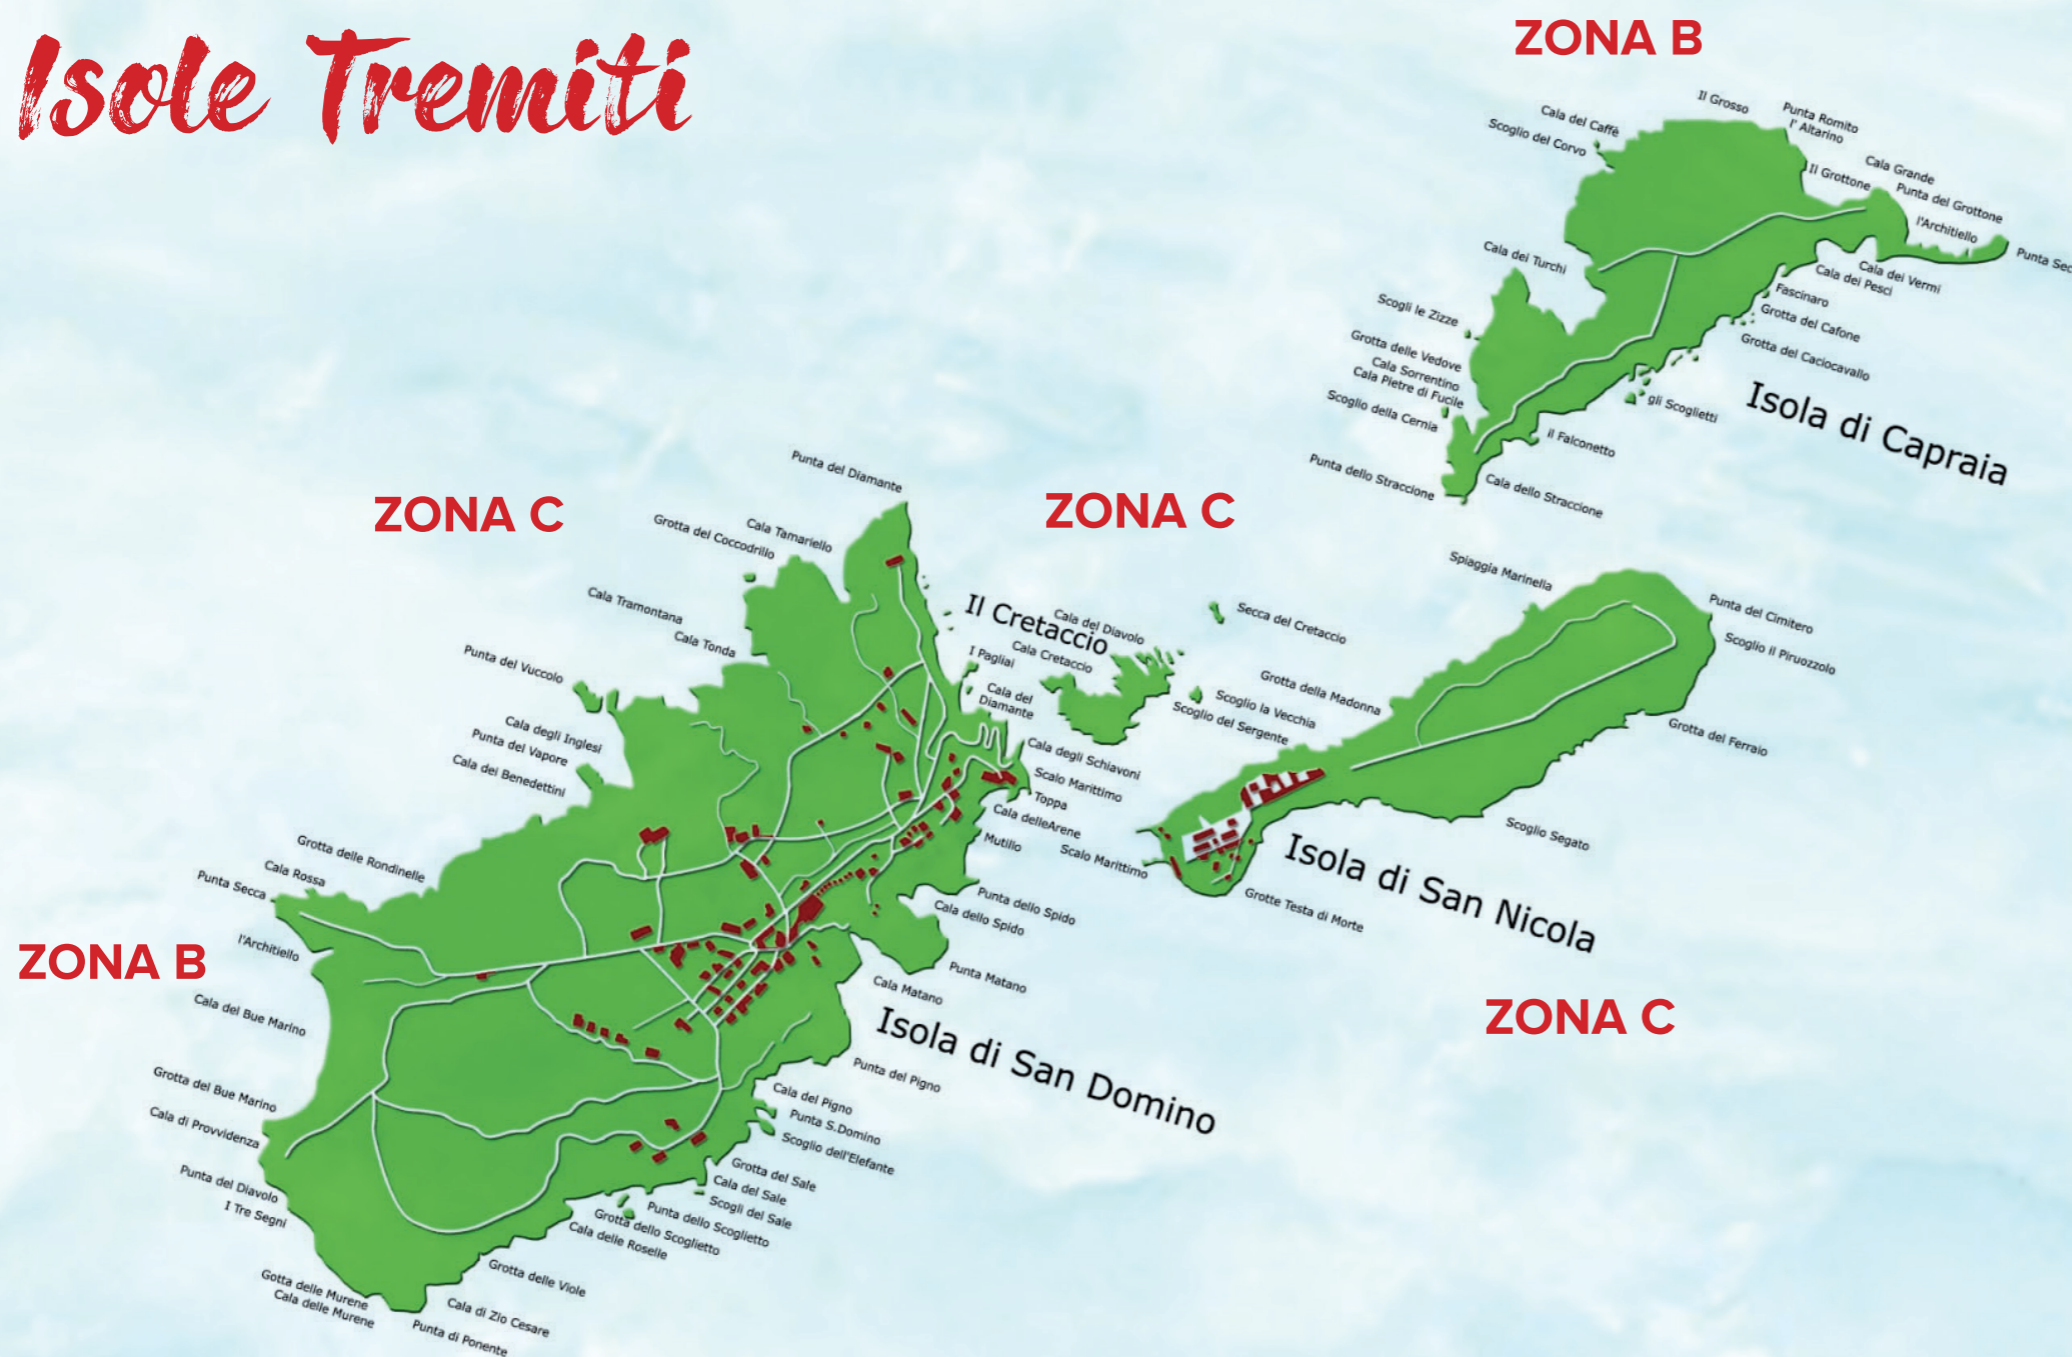 Isole Tremiti
ZONA B
Il Grosso
Punta Romito
l' Altarino
Cala del Caffè
Scoglio del Corvo
Cala Grande
Il Grottone
Punta del Grottone
l'Architiello
Punta Sec
Cala dei Turchi
Cala dei Vermi
Cala dei Pesci
Fascinaro
Scogli le Zizze
Grotta del Cafone
Grotta delle Vedove
Grotta del Caciocavallo
Cala Sorrentino
Cala Pietre di Fucile
Scoglio della Cernia
gli Scoglietti
Isola di Capraia
il Falconetto
Punta dello Straccione
Cala dello Straccione
ZONA C
ZONA C
Punta del Diamante
Cala Tamariello
Grotta del Coccodrillo
Cala Tramontana
Cala Tonda
Punta del Vuccolo
Cala degli Inglesi
Punta del Vapore
Cala dei Benedettini
Grotta delle Rondinelle
Cala Rossa
Punta Secca
l'Architiello
ZONA B
Cala del Bue Marino
Grotta del Bue Marino
Cala di Provvidenza
Punta del Diavolo
I Tre Segni
Gotta delle Murene
Cala delle Murene
Punta di Ponente
Cala di Zio Cesare
Grotta delle Viole
Cala delle Roselle
Grotta dello Scoglietto
Punta dello Scoglietto
Scogli del Sale
Cala del Sale
Grotta del Sale
Scoglio dell'Elefante
Punta S.Domino
Cala del Pigno
Punta del Pigno
Isola di San Domino
Cala Matano
Punta Matano
Cala dello Spido
Punta dello Spido
Mutilio
Cala delleArene
Toppa
Scalo Marittimo
Cala degli Schiavoni
Cala del
Diamante
I Pagliai
Il Cretaccio
Cala del Diavolo
Cala Cretaccio
Secca del Cretaccio
Scoglio la Vecchia
Scoglio del Sergente
Grotta della Madonna
Spiaggia Marinella
Punta del Cimitero
Scoglio il Piruozzolo
Grotta del Ferraio
Scoglio Segato
Isola di San Nicola
Scalo Marittimo
Grotte Testa di Morte
ZONA C